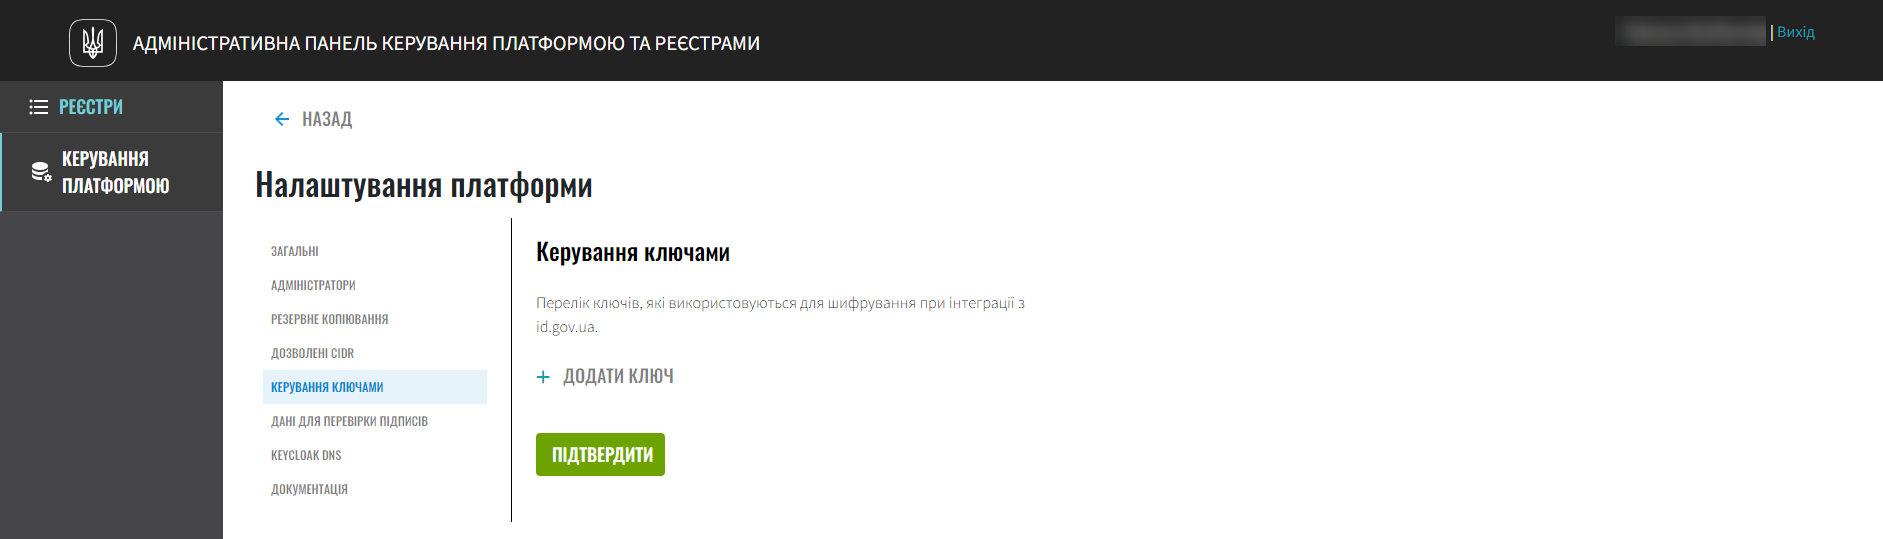 АДМІНІСТРАТИВНА ПАНЕЛЬ КЕРУВАННЯ ПЛАТФОРМОЮ ТА РЕЄСТРАМИ
| Вихід
РЕЄСТРИ
КЕРУВАННЯ
ПЛАТФОРМОЮ
НАЗАД
Налаштування платформи
ЗАГАЛЬНІ
АДМІНІСТРАТОРИ
РЕЗЕРВНЕ КОПІЮВАННЯ
ДОЗВОЛЕНІ CIDR
КЕРУВАННЯ КЛЮЧАМИ
ДАНІ ДЛЯ ПЕРЕВІРКИ ПІДПИСІВ
KEYCLOAK DNS
ДОКУМЕНТАЦІЯ
Керування ключами
Перелік ключів, які використовуються для шифрування при інтеграції з
id.gov.ua.
+ ДОДАТИ КЛЮЧ
ПІДТВЕРДИТИ